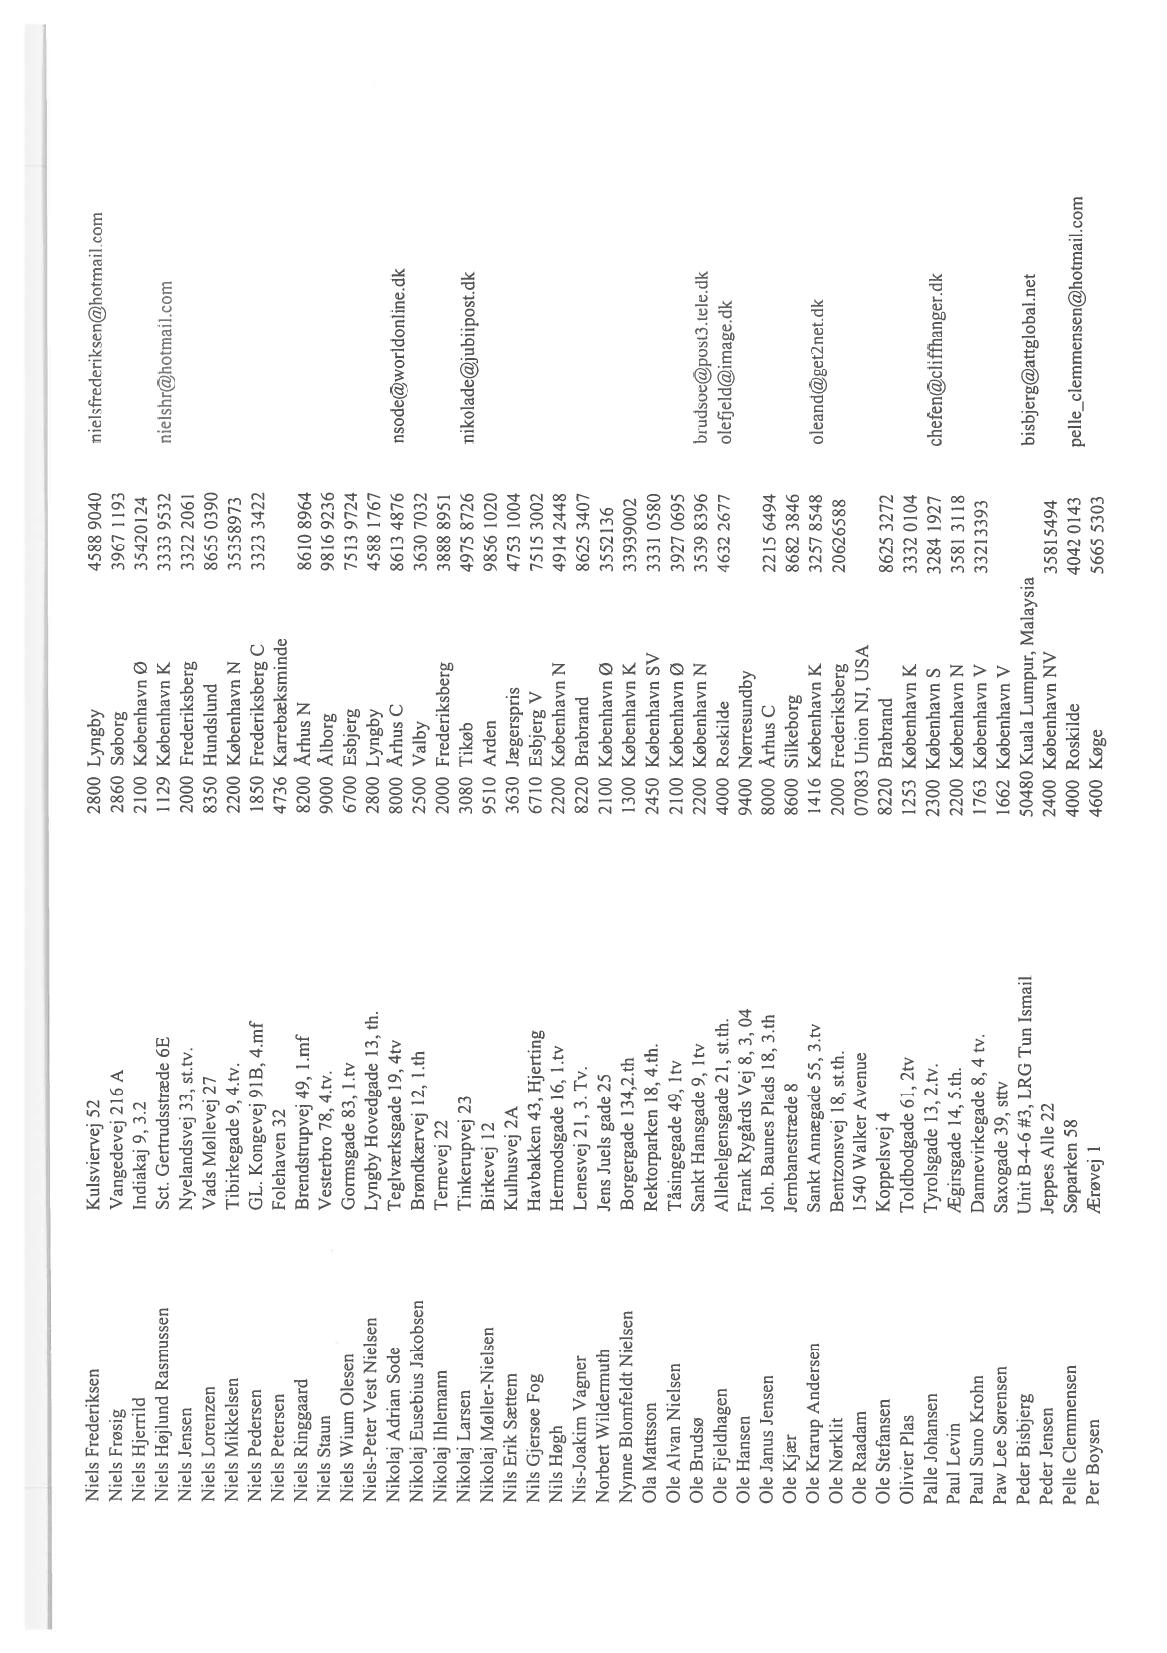 Niels Frederiksen Kulsviervej 52 2800 Lyngby 4588 9040 nielsfrederiksen@hotmail.com
Niels Frøsig Vangedevej 216 A 2860 Søborg 3967 1193
Niels Hjerrild Indiakaj 9, 3.2 2100 København Ø 35420124
Niels Højlund Rasmussen Sct. Gertrudsstræde 6E 1129 København K 3333 9532 nielshr@hotmail.com
Niels Jensen Nyelandsvej 33, st.tv. 2000 Frederiksberg 3322 2061
Niels Lorenzen Vads Møllevej 27 8350 Hundslund 8655 0390
Niels Mikkelsen Tibirkegade 9, 4.tv. 2200 København N 35358973
Niels Pedersen GL. Kongevej 91B, 4.mf 1850 Frederiksberg C 3323 3422
Niels Petersen Folehaven 32 4736 Karrebæksminde
Niels Ringgaard Brendstrupvej 49, 1.mf 8200 Århus N 8610 8964
Niels Staun Vesterbro 78, 4.tv. 9000 Ålborg 9816 9236
Niels Wium Olesen Gormsgade 83, 1.tv 6700 Esbjerg 7513 9724
Niels-Peter Vest Nielsen Lyngby Hovedgade 13, th. 2800 Lyngby 4588 1767
Nikolaj Adrian Sode Teglværksgade 19, 4tv 8000 Århus C 8613 4876 nsode@worldonline.dk
Nikolaj Eusebius Jakobsen Brøndkærvej 12, 1.th 2500 Valby 3630 7032
Nikolaj Ihlemann Ternevej 22 2000 Frederiksberg 3888 8951
Nikolaj Larsen Tinkerupvej 23 3080 Tikøb 4975 8726 nikolade@jubiipost.dk
Nikolaj Møller-Nielsen Birkevej 12 9510 Arden 9856 1020
Nils Erik Sættem Kulhusvej 2A 3630 Jægerspris 4753 1004
Nils Gjersøe Fog Havbakken 43, Hjerting 6710 Esbjerg V 7515 3002
Nils Høgh Hermodsgade 16, 1.tv 2200 København N 4914 2448
Nis-Joakim Vagner Lenesvej 21, 3. Tv. 8220 Brabrand 8625 3407
Norbert Wildermuth Jens Juels gade 25 2100 København Ø 3552136
Nynne Blomfeldt Nielsen Borgergade 134,2.th 1300 København K 33939002
Ola Mattsson Rektorparken 18, 4.th. 2450 København SV 3331 0580
Ole Alvan Nielsen Tåsingegade 49, 1tv 2100 København Ø 3927 0695
Ole Brudsø Sankt Hansgade 9, 1tv 2200 København N 3539 8396 brudsoe@post3.tele.dk
Ole Fjeldhagen Allehelgensgade 21, st.th. 4000 Roskilde 4632 2677 olefjeld@image.dk
Ole Hansen Frank Rygårds Vej 8, 3, 04 9400 Nørresundby
Ole Janus Jensen Joh. Baunes Plads 18, 3.th 8000 Århus C 2215 6494
Ole Kjær Jernbanestræde 8 8600 Silkeborg 8682 3846
Ole Krarup Andersen Sankt Annægade 55, 3.tv 1416 København K 3257 8548 oleand@get2net.dk
Ole Nørklit Bentzonsvej 18, st.th. 2000 Frederiksberg 20626588
Ole Raadam 1540 Walker Avenue 07083 Union NJ, USA
Ole Stefansen Koppelsvej 4 8220 Brabrand 8625 3272
Olivier Plas Toldbodgade 61, 2tv 1253 København K 3332 0104
Palle Johansen Tyrolsgade 13, 2.tv. 2300 København S 3284 1927 chefen@cliffhanger.dk
Paul Levin Ægirsgade 14, 5.th. 2200 København N 3581 3118
Paul Suno Krohn Dannevirkegade 8, 4 tv. 1763 København V 33213393
Paw Lee Sørensen Saxogade 39, sttv 1662 København V
Peder Bisbjerg Unit B-4-6 #3, LRG Tun Ismail 50480 Kuala Lumpur, Malaysia bisbjerg@attglobal.net
Peder Jensen Jeppes Alle 22 2400 København NV 35815494
Pelle Clemmensen Søparken 58 4000 Roskilde 4042 0143 pelle_clemmensen@hotmail.com
Per Boysen Ærøvej 1 4600 Køge 5665 5303